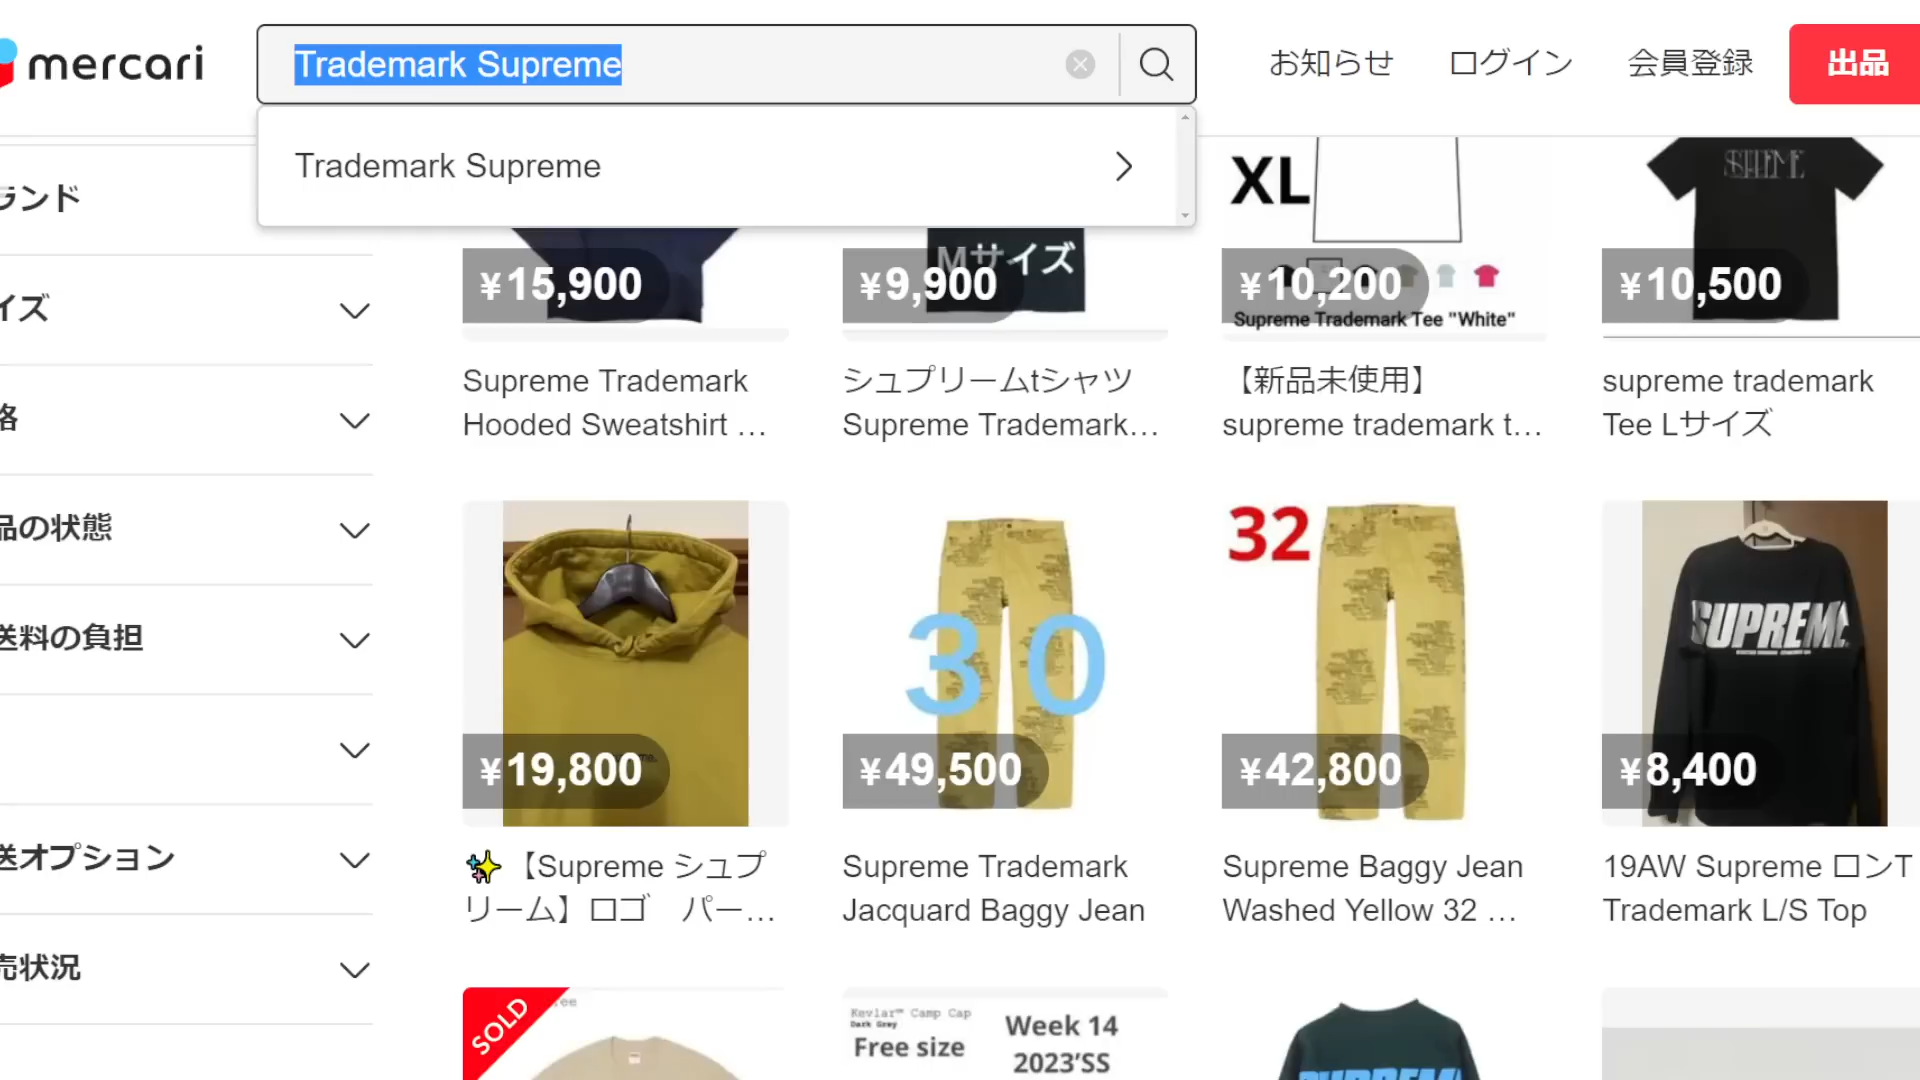 mercari
Trademark Supreme
お知らせ
ログイン
会員登録
出品
Trademark Supreme
ランド
イズ
格
品の状態
送料の負担
送オプション
売状況
Mサイズ
XL
Supreme Trademark Tee "White"
¥15,900
¥9,900
¥10,200
¥10,500
Supreme Trademark
Hooded Sweatshirt …
シュプリームtシャツ
Supreme Trademark…
【新品未使用】
supreme trademark t…
supreme trademark
Tee Lサイズ
30
32
SUPREME
¥19,800
¥49,500
¥42,800
¥8,400
✨【Supreme シュプ
リーム】ロゴ パー…
Supreme Trademark
Jacquard Baggy Jean
Supreme Baggy Jean
Washed Yellow 32 …
19AW Supreme ロンT
Trademark L/S Top
SOLD
Kevlar™ Camp Cap
Dark Grey
Free size
Week 14
2023'SS
SUPREME